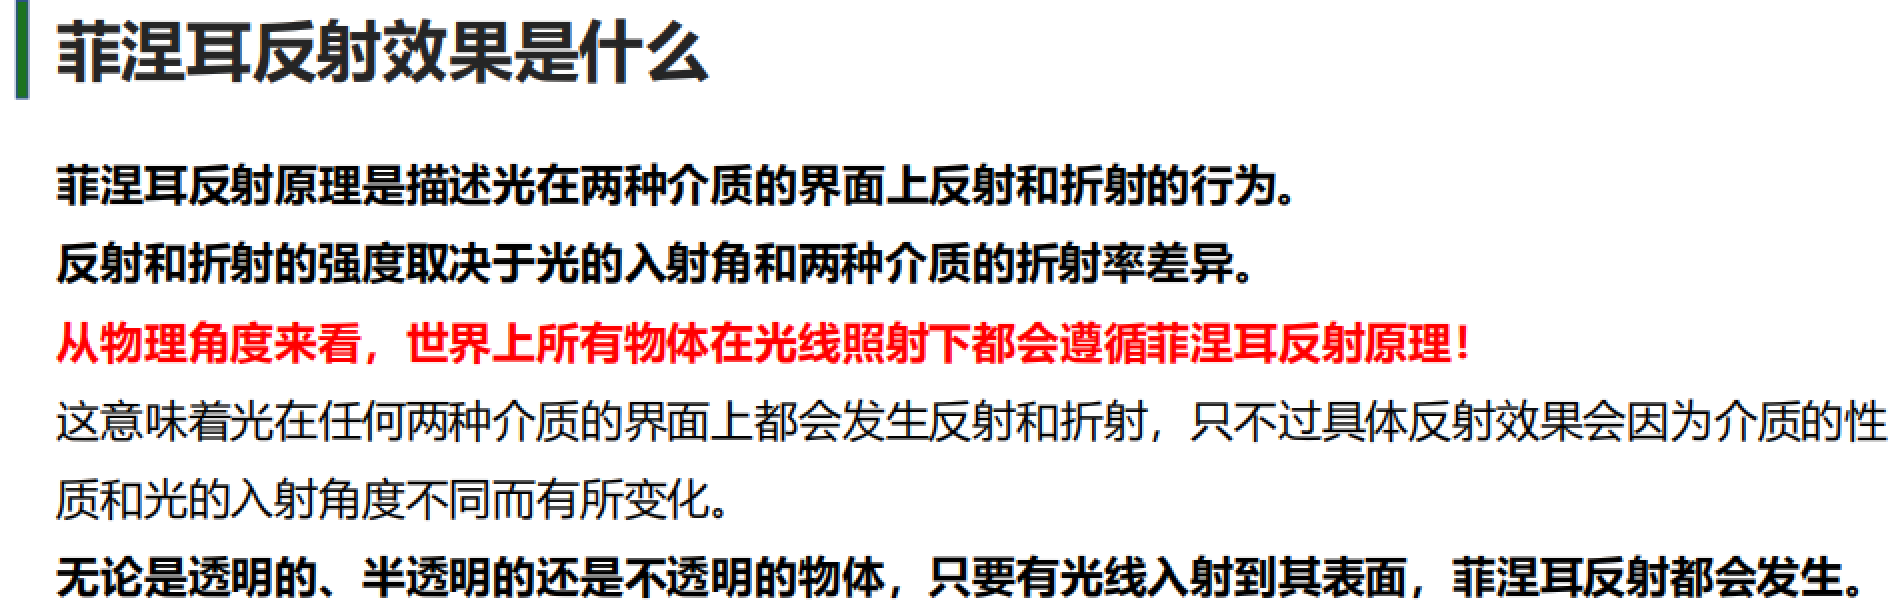 菲涅耳反射效果是什么
菲涅耳反射原理是描述光在两种介质的界面上反射和折射的行为。
反射和折射的强度取决于光的入射角和两种介质的折射率差异。
从物理角度来看，世界上所有物体在光线照射下都会遵循菲涅耳反射原理！
这意味着光在任何两种介质的界面上都会发生反射和折射，只不过具体反射效果会因为介质的性
质和光的入射角度不同而有所变化。
无论是透明的、半透明的还是不透明的物体，只要有光线入射到其表面，菲涅耳反射都会发生。